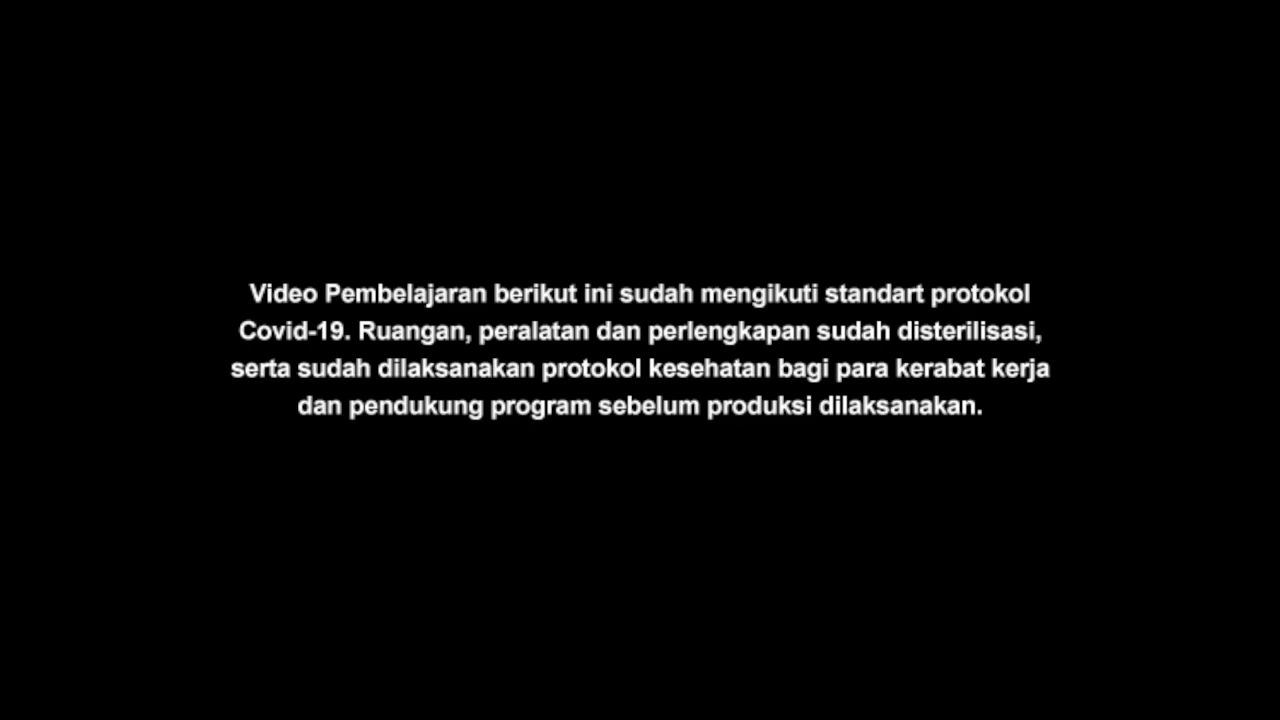 Video Pembelajaran berikut ini sudah mengikuti standart protokol
Covid-19. Ruangan, peralatan dan perlengkapan sudah disterilisasi,
serta sudah dilaksanakan protokol kesehatan bagi para kerabat kerja
dan pendukung program sebelum produksi dilaksanakan.